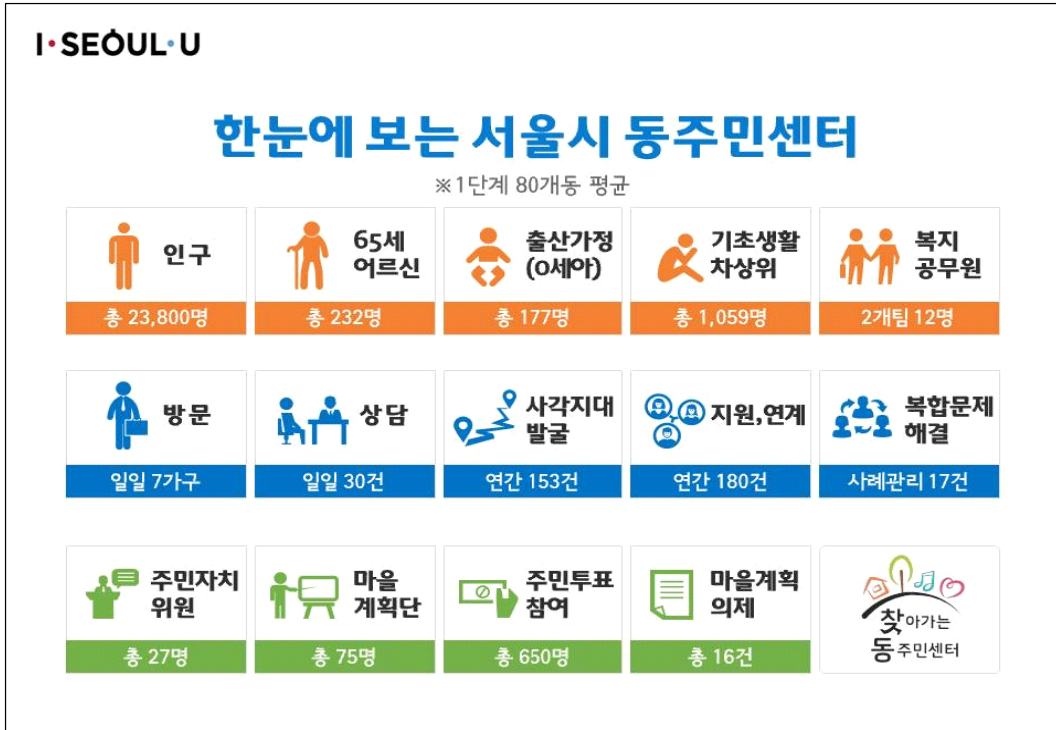 I·SEOUL·U
한눈에 보는 서울시 동주민센터
※1단계 80개동 평균
인구
총 23,800명
65세
어르신
총 232명
출산가정
(0세아)
총 177명
기초생활
차상위
총 1,059명
복지
공무원
2개팀 12명
방문
일일 7가구
상담
일일 30건
사각지대
발굴
연간 153건
지원,연계
연간 180건
복합문제
해결
사례관리 17건
주민자치
위원
총 27명
마을
계획단
총 75명
주민투표
참여
총 650명
마을계획
의제
총 16건
찾아가는
동주민센터